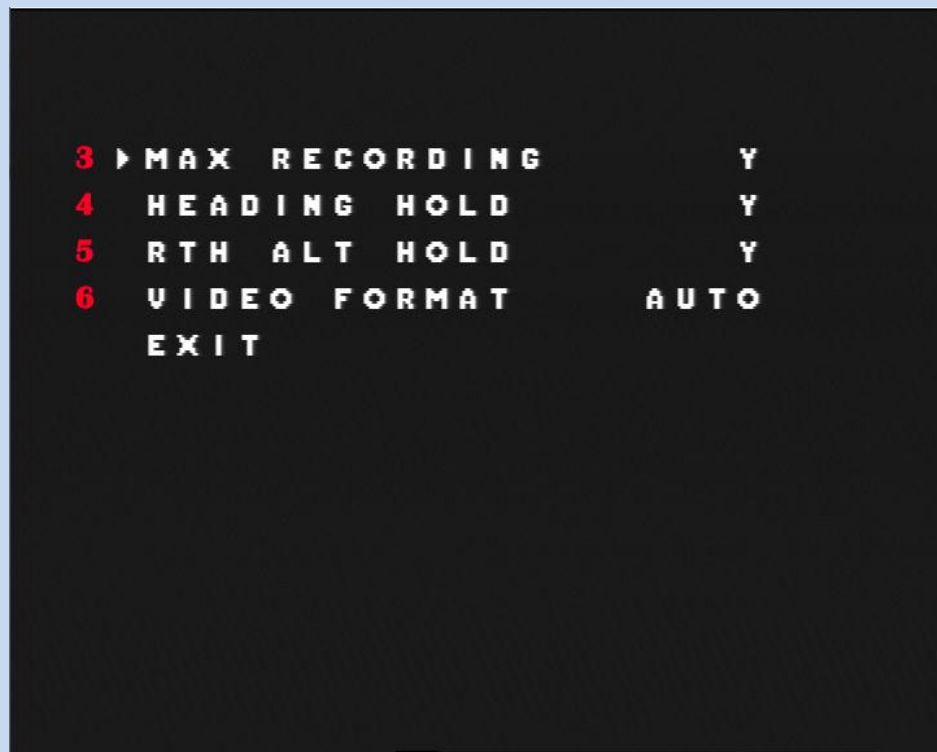 3 MAX RECORDING Y
4 HEADING HOLD Y
5 RTH ALT HOLD Y
6 VIDEO FORMAT AUTO
EXIT